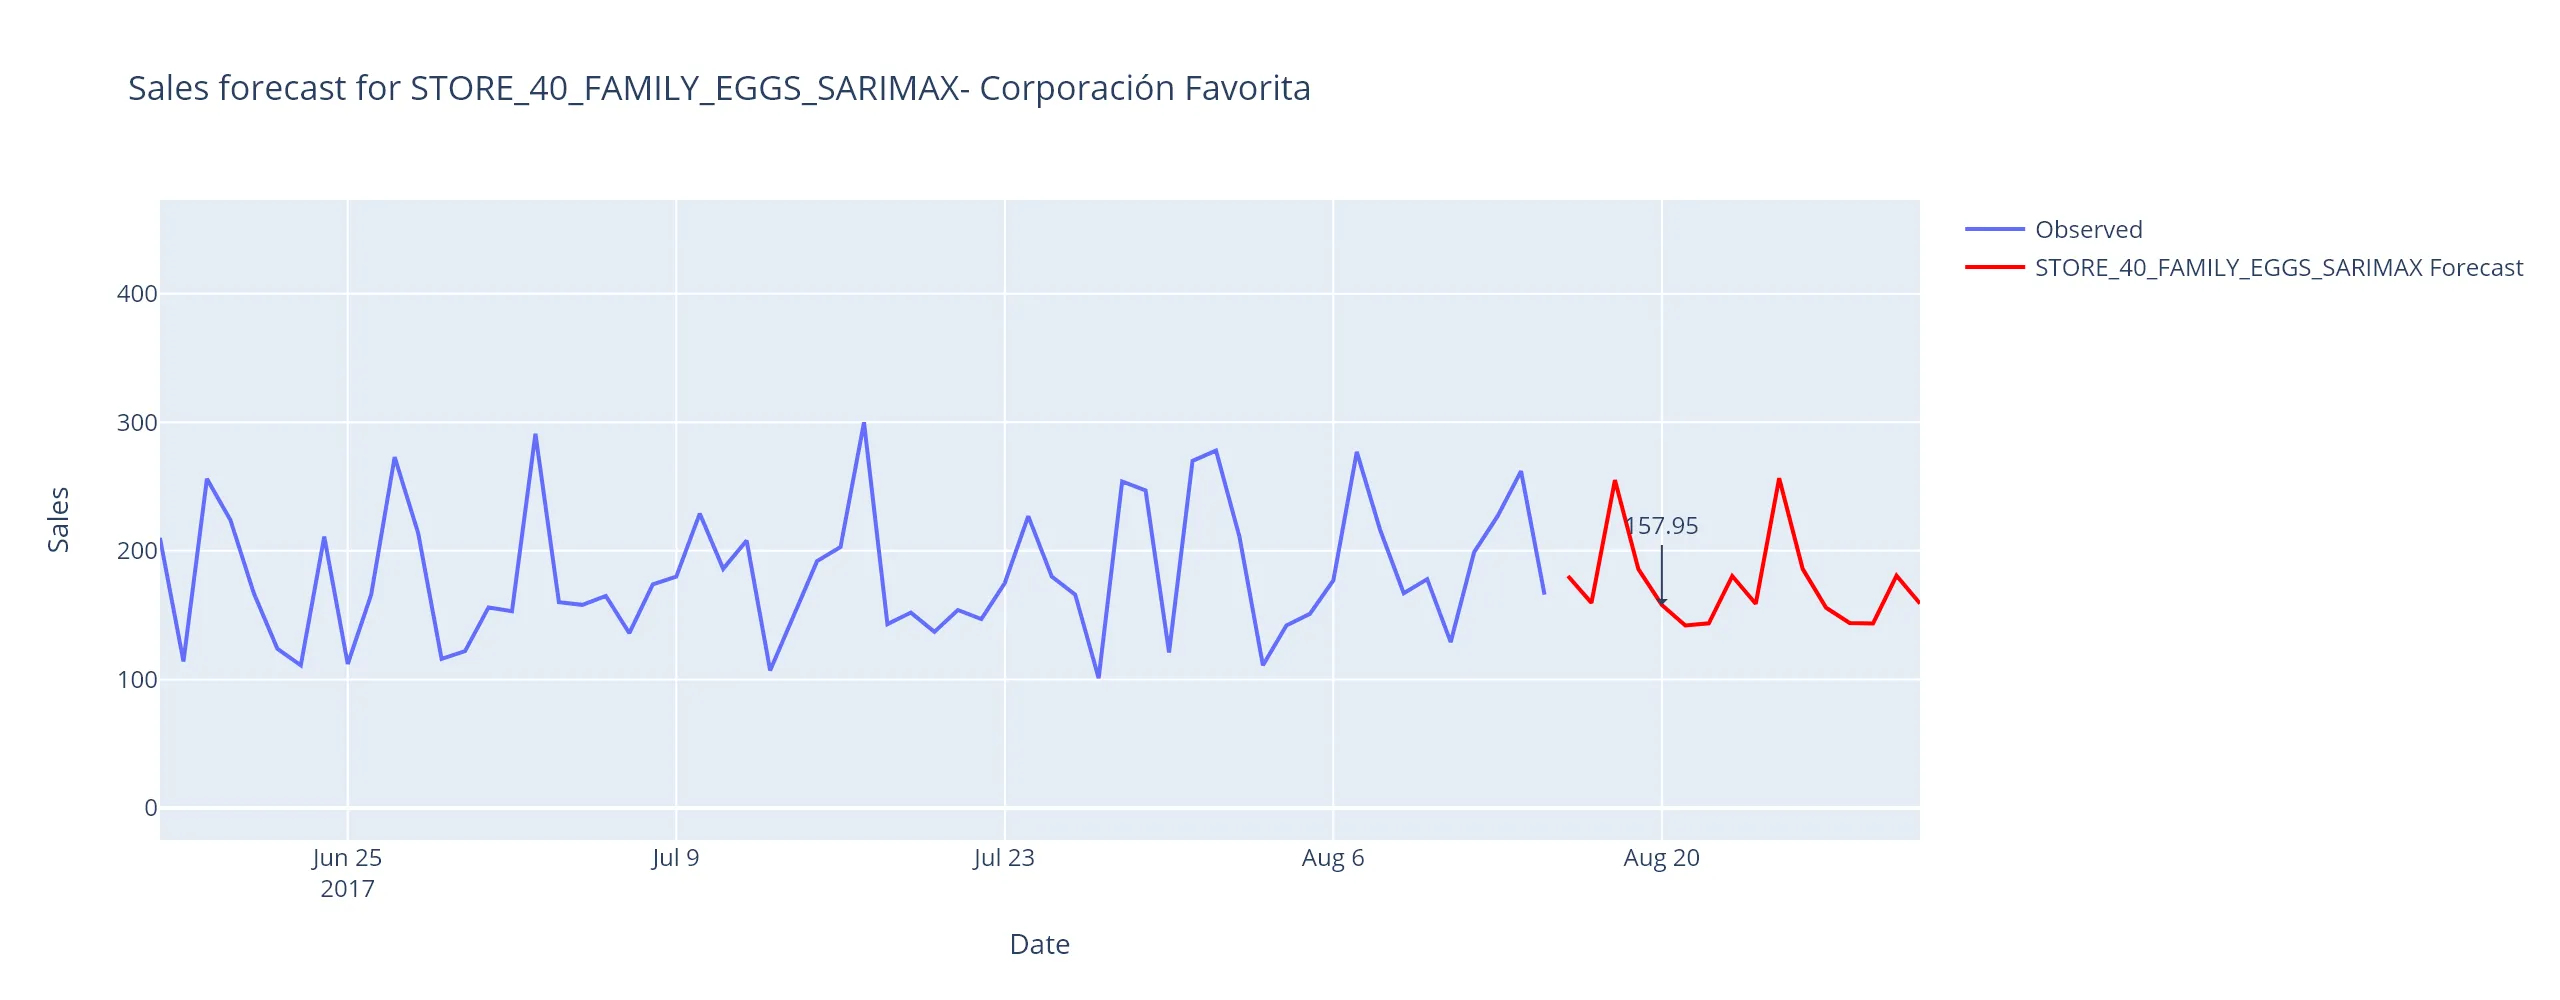 Sales forecast for STORE_40_FAMILY_EGGS_SARIMAX- Corporación Favorita
Observed
STORE_40_FAMILY_EGGS_SARIMAX Forecast
400
300
200
100
0
Sales
157.95
Jun 25
2017
Jul 9
Jul 23
Aug 6
Aug 20
Date